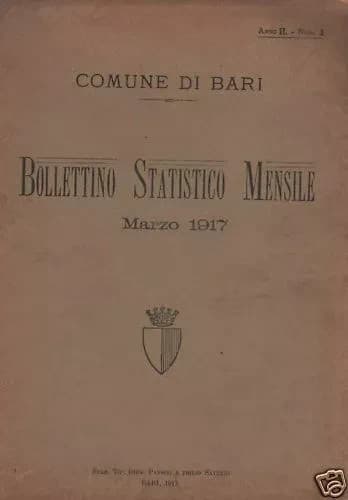 Anno II. - Num. 3
COMUNE DI BARI
BOLLETTINO STATISTICO MENSILE
Marzo 1917
BARI, 1917